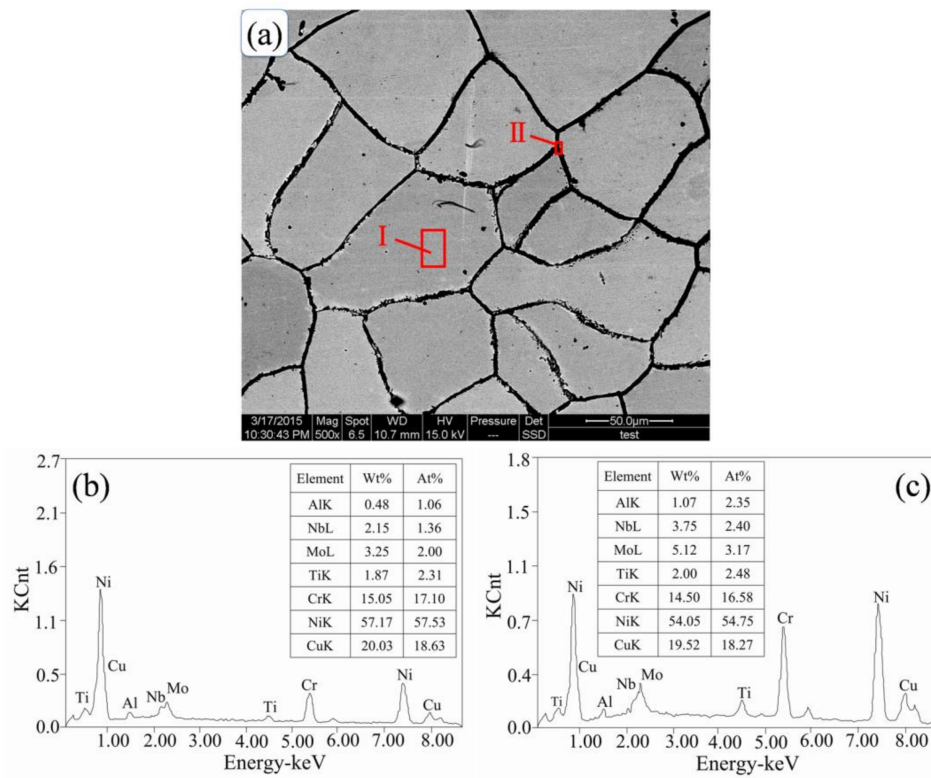 (a)
II
I
3/17/2015 Mag Spot WD HV Pressure Det 50.0µm
10:30:43 PM 500x 6.5 10.7 mm 15.0 kV --- SSD test
(b)
2.7
2.1
1.6
1.1
0.5
0.0
KCnt
Element Wt% At%
AlK 0.48 1.06
NbL 2.15 1.36
MoL 3.25 2.00
TiK 1.87 2.31
CrK 15.05 17.10
NiK 57.17 57.53
CuK 20.03 18.63
Ni
Cu
Ti
Al
Nb
Mo
Ti
Cr
Ni
Cu
1.00 2.00 3.00 4.00 5.00 6.00 7.00 8.00
Energy-keV
(c)
1.8
1.5
1.1
0.7
0.4
0.0
KCnt
Element Wt% At%
AlK 1.07 2.35
NbL 3.75 2.40
MoL 5.12 3.17
TiK 2.00 2.48
CrK 14.50 16.58
NiK 54.05 54.75
CuK 19.52 18.27
Ni
Cu
Ti
Al
Nb
Mo
Ti
Cr
Ni
Cu
1.00 2.00 3.00 4.00 5.00 6.00 7.00 8.00
Energy-keV